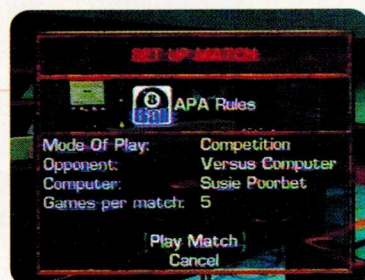 SET UP MATCH
8
APA Rules
Mode Of Play: Competition
Opponent: Versus Computer
Computer: Susie Poorbet
Games per match: 5
Play Match
Cancel